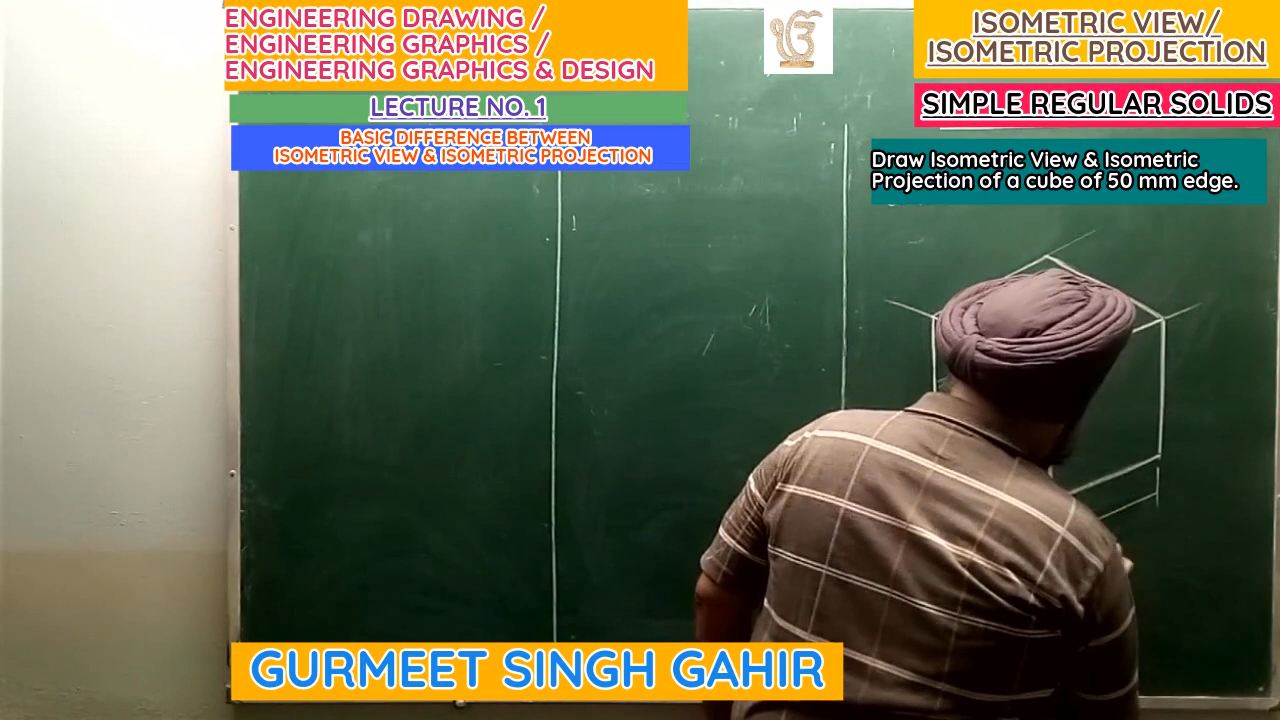 ENGINEERING DRAWING /
ENGINEERING GRAPHICS /
ENGINEERING GRAPHICS & DESIGN
LECTURE NO. 1
BASIC DIFFERENCE BETWEEN
ISOMETRIC VIEW & ISOMETRIC PROJECTION
ੴ
ISOMETRIC VIEW/
ISOMETRIC PROJECTION
SIMPLE REGULAR SOLIDS
Draw Isometric View & Isometric
Projection of a cube of 50 mm edge.
GURMEET SINGH GAHIR